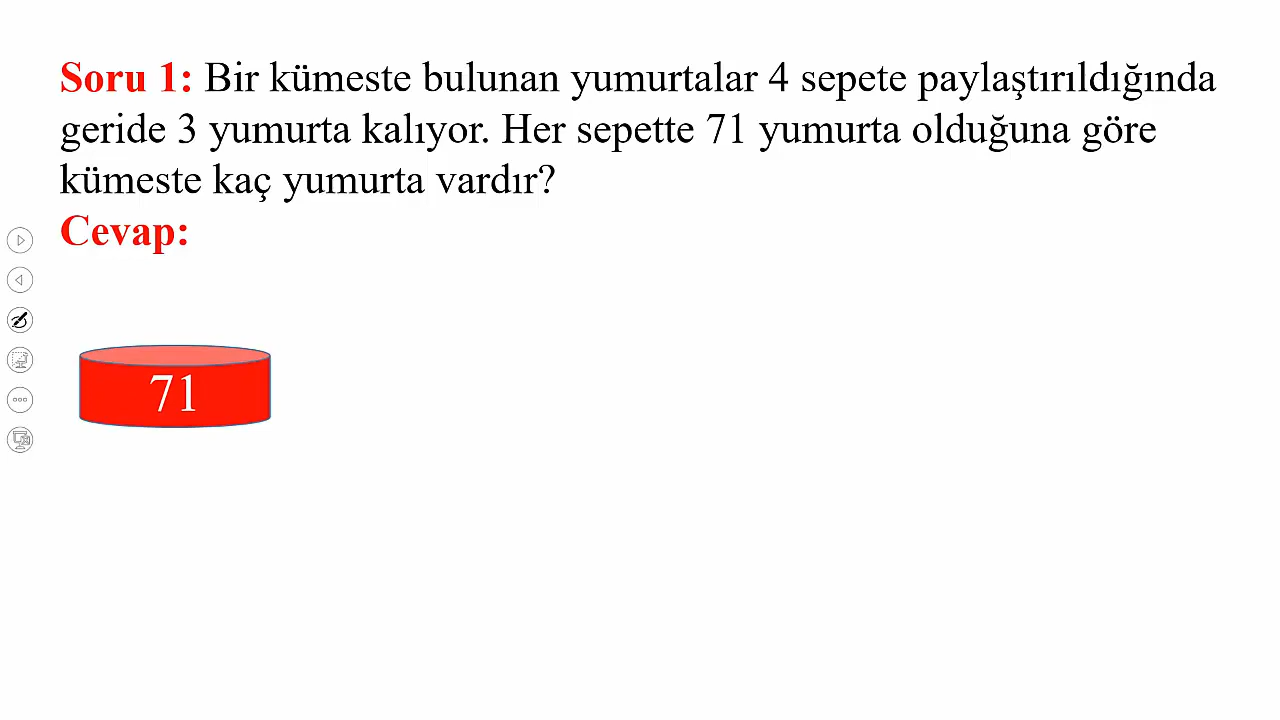 Soru 1: Bir kümeste bulunan yumurtalar 4 sepete paylaştırıldığında
geride 3 yumurta kalıyor. Her sepette 71 yumurta olduğuna göre
kümeste kaç yumurta vardır?
Cevap:
71